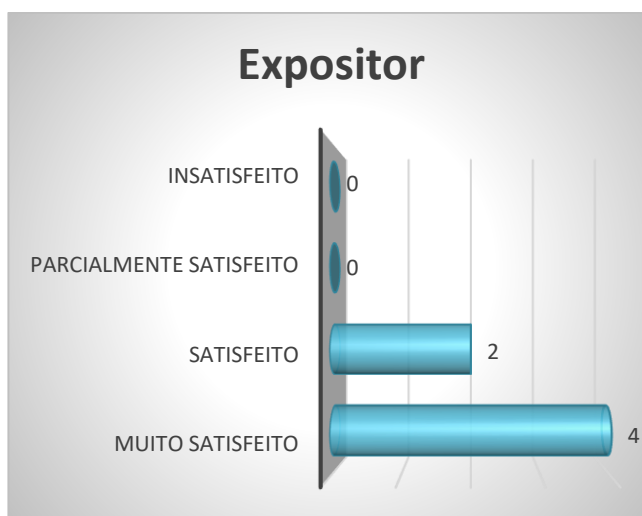 Expositor
INSATISFEITO 0
PARCIALMENTE SATISFEITO 0
SATISFEITO 2
MUITO SATISFEITO 4